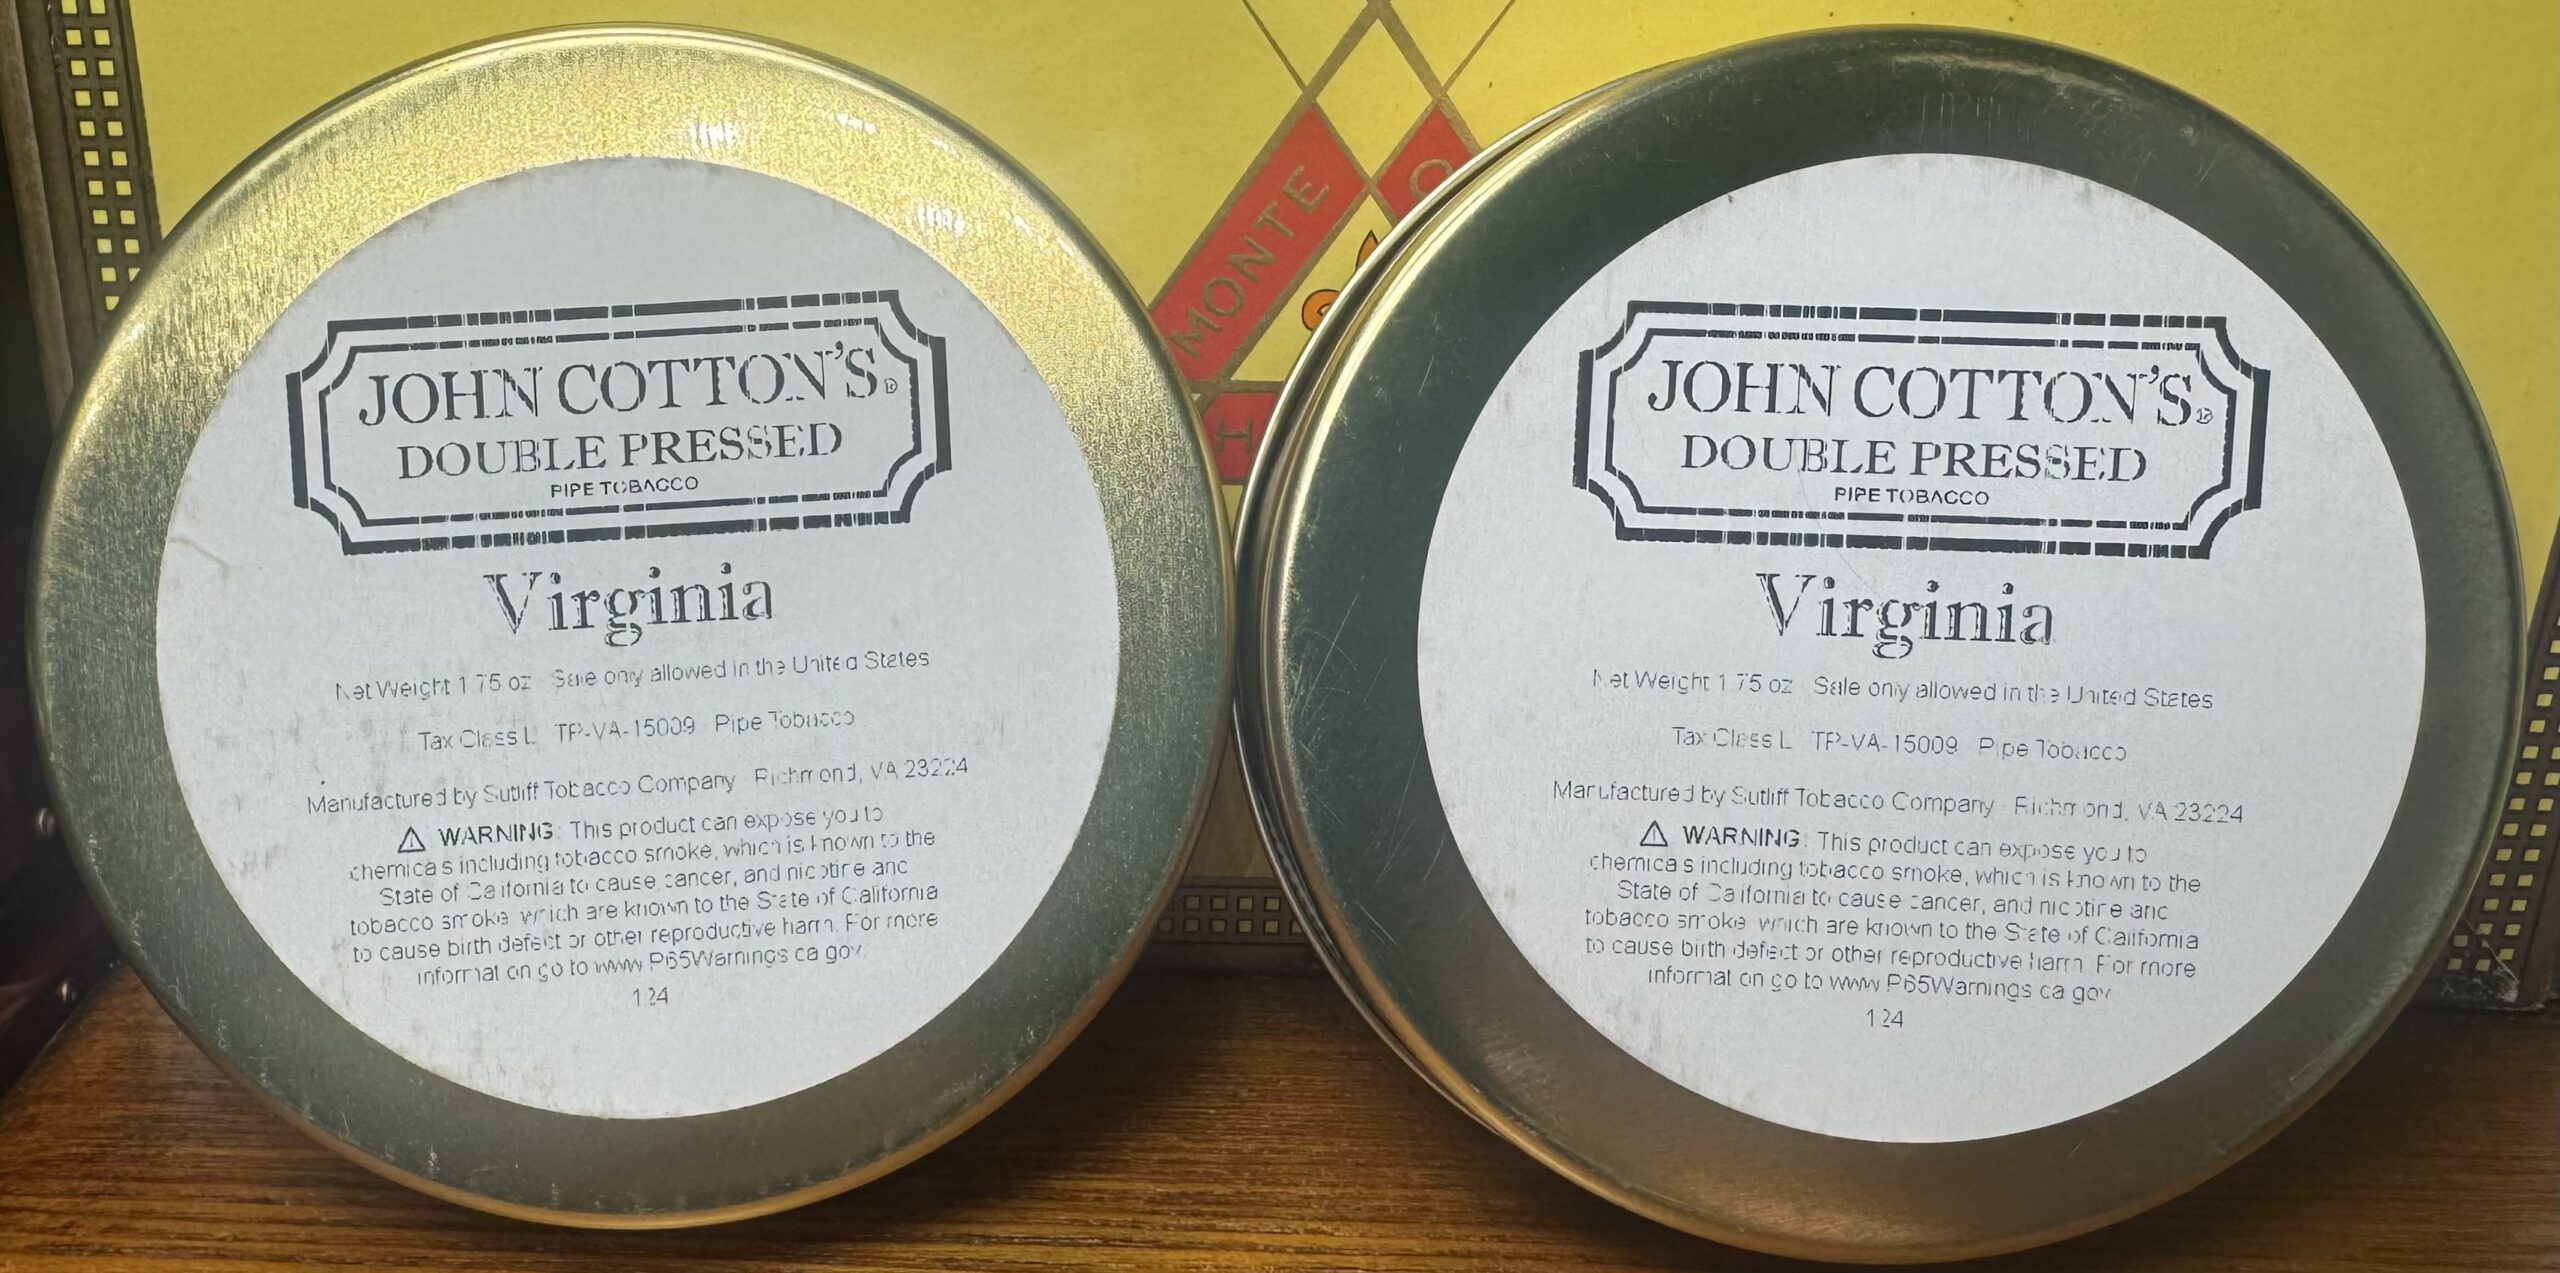 MONTE
H
JOHN COTTON'S®
DOUBLE PRESSED
PIPE TOBACCO
Virginia
Net Weight 1.75 oz Sale only allowed in the United States
Tax Class L TP-VA-15009 Pipe Tobacco
Manufactured by Sutliff Tobacco Company Richmond, VA 23224
⚠ WARNING: This product can expose you to
chemicals including tobacco smoke, which is known to the
State of California to cause cancer, and nicotine and
tobacco smoke which are known to the State of California
to cause birth defect or other reproductive harm. For more
information go to www.P65Warnings.ca.gov
124
JOHN COTTON'S®
DOUBLE PRESSED
PIPE TOBACCO
Virginia
Net Weight 1.75 oz Sale only allowed in the United States
Tax Class L TP-VA-15009 Pipe Tobacco
Manufactured by Sutliff Tobacco Company Richmond, VA 23224
⚠ WARNING: This product can expose you to
chemicals including tobacco smoke, which is known to the
State of California to cause cancer, and nicotine and
tobacco smoke which are known to the State of California
to cause birth defect or other reproductive harm. For more
information go to www.P65Warnings.ca.gov
124